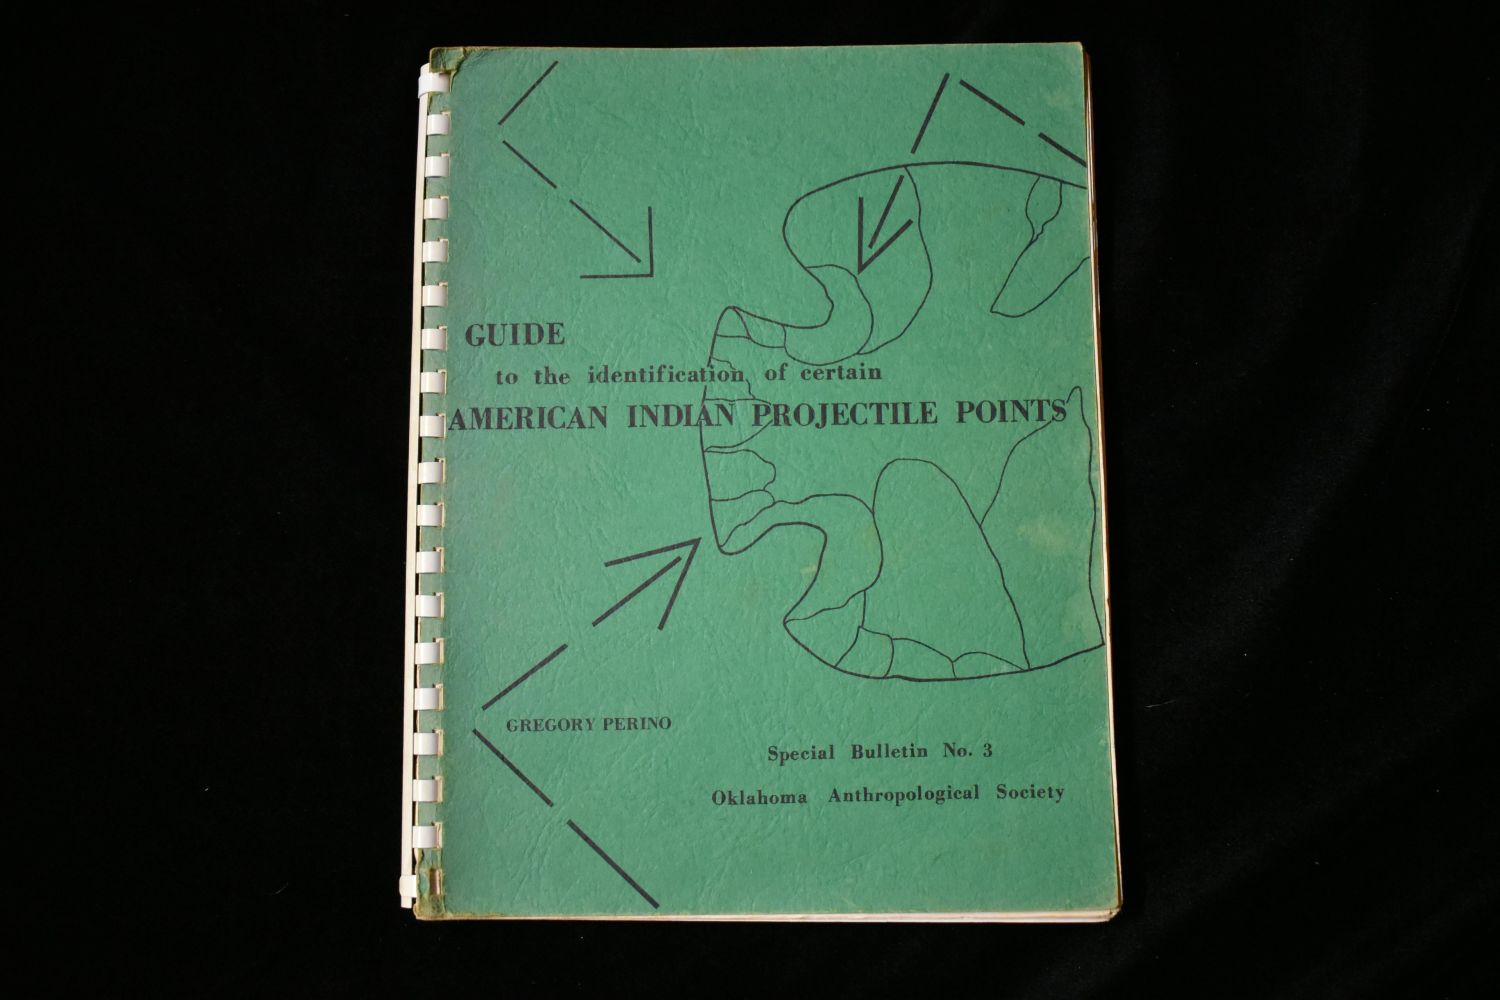 GUIDE
to the identification of certain
AMERICAN INDIAN PROJECTILE POINTS
GREGORY PERINO
Special Bulletin No. 3
Oklahoma Anthropological Society